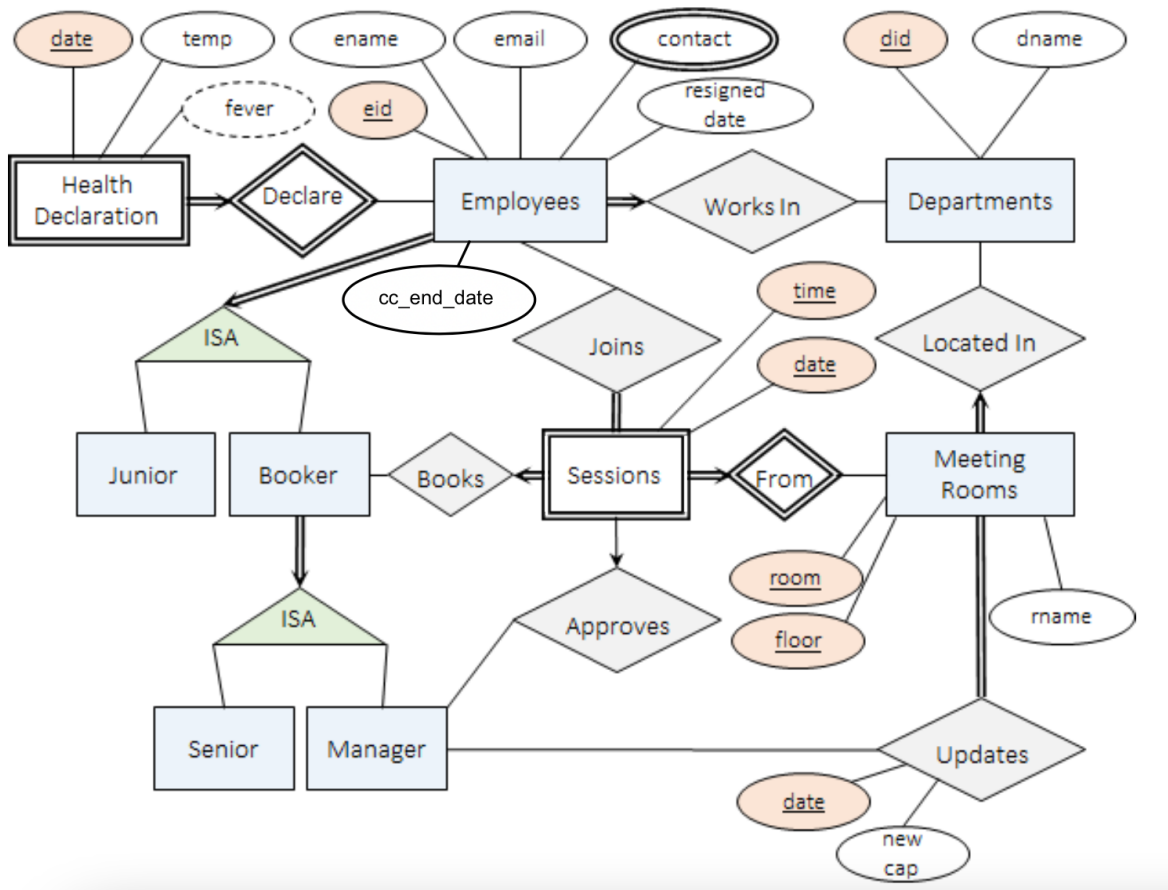 date
temp
ename
email
contact
did
dname
fever
eid
resigned
date
Health
Declaration
Declare
Employees
Works In
Departments
cc_end_date
time
ISA
Joins
Located In
date
Junior
Booker
Books
Sessions
From
Meeting
Rooms
room
rname
ISA
Approves
floor
Senior
Manager
Updates
date
new
cap